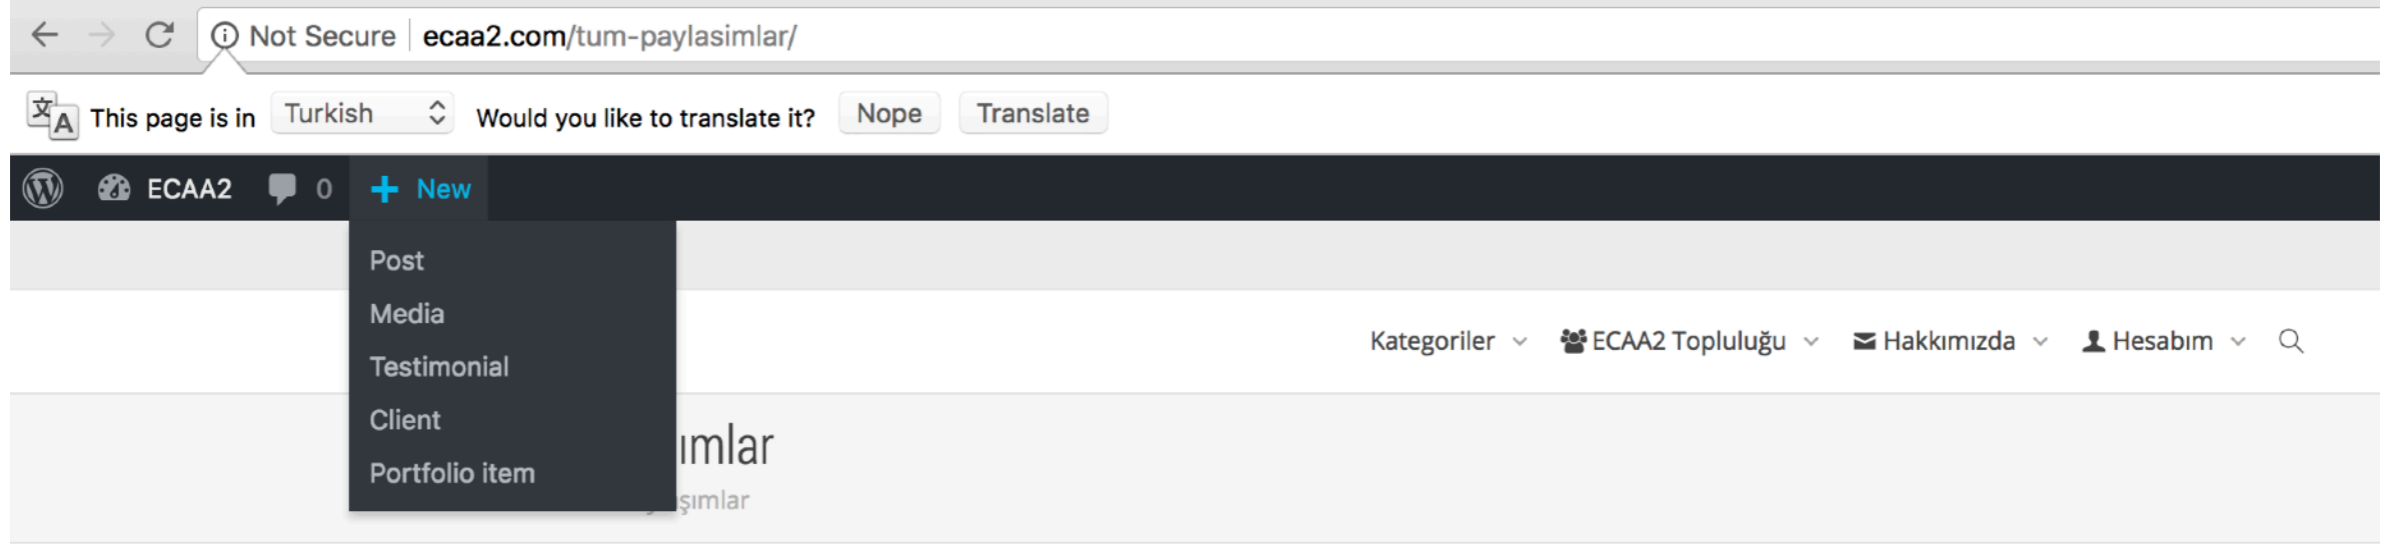 Not Secure ecaa2.com/tum-paylasimlar/
This page is in Turkish Would you like to translate it? Nope Translate
ECAA2 0 + New
Post
Media
Testimonial
Client
Portfolio item
Kategoriler ECAA2 Topluluğu Hakkımızda Hesabım
ımlar
şımlar